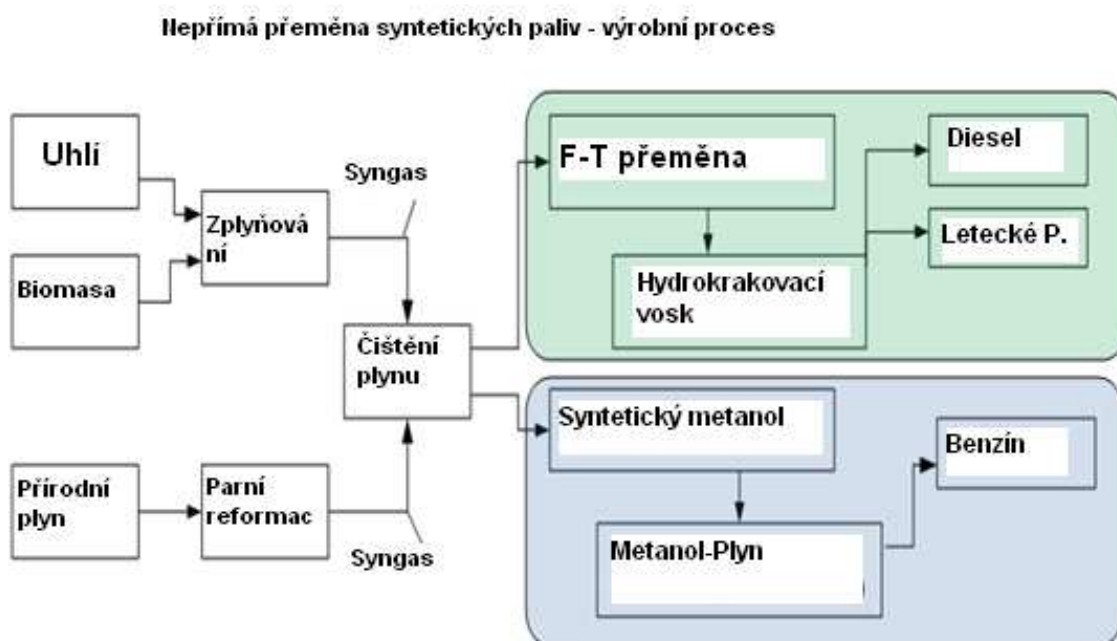 Nepřímá přeměna syntetických paliv - výrobní proces
Uhlí
Biomasa
Zplyňová
ní
Syngas
Přírodní
plyn
Parní
reformac
Syngas
Čištění
plynu
F-T přeměna
Hydrokrakovací
vosk
Diesel
Letecké P.
Syntetický metanol
Metanol-Plyn
Benzín